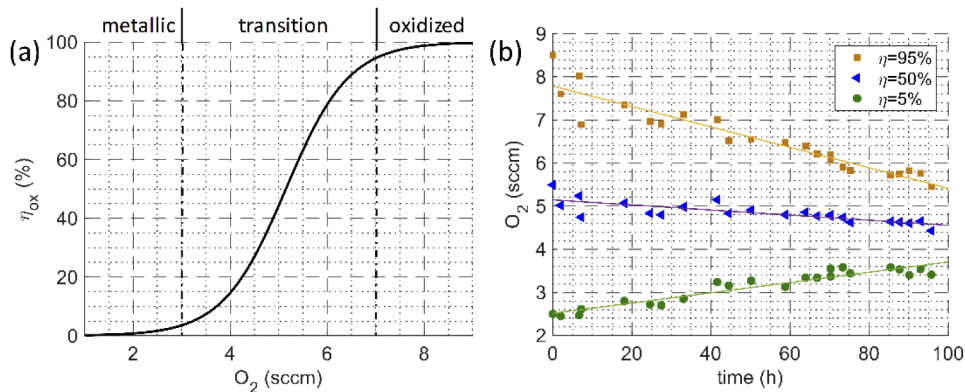 metallic
transition
oxidized
(a)
100
80
60
40
20
0
ηox (%)
2
4
6
8
O2 (sccm)
(b)
9
8
7
6
5
4
3
2
O2 (sccm)
η=95%
η=50%
η=5%
0
20
40
60
80
100
time (h)